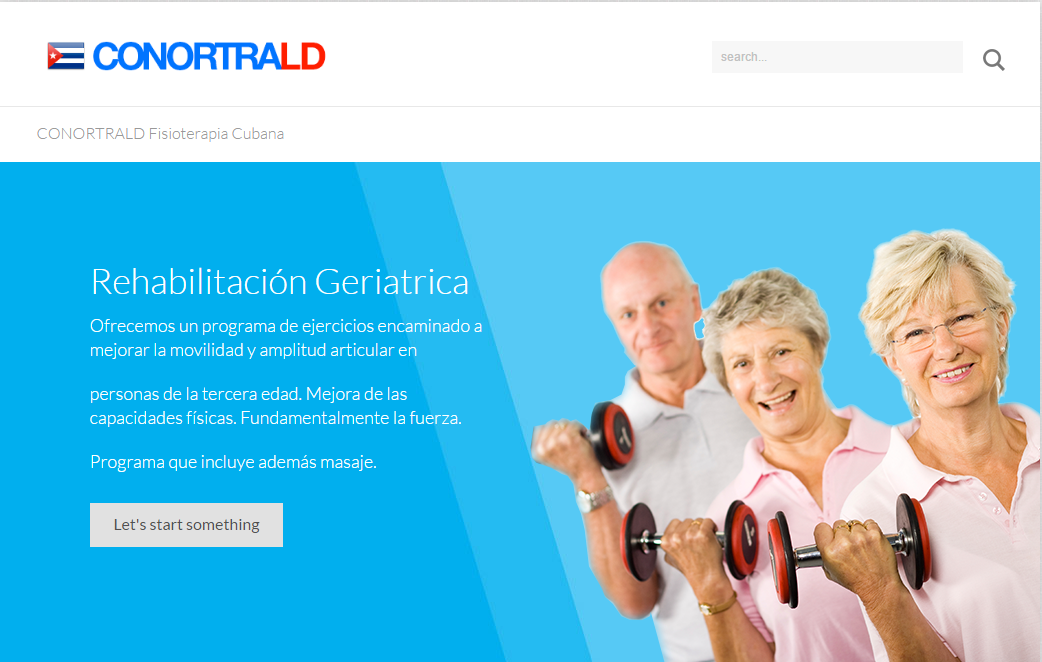 CONORTRALD
search...
CONORTRALD Fisioterapia Cubana
Rehabilitación Geriatrica
Ofrecemos un programa de ejercicios encaminado a
mejorar la movilidad y amplitud articular en
personas de la tercera edad. Mejora de las
capacidades físicas. Fundamentalmente la fuerza.
Programa que incluye además masaje.
Let's start something